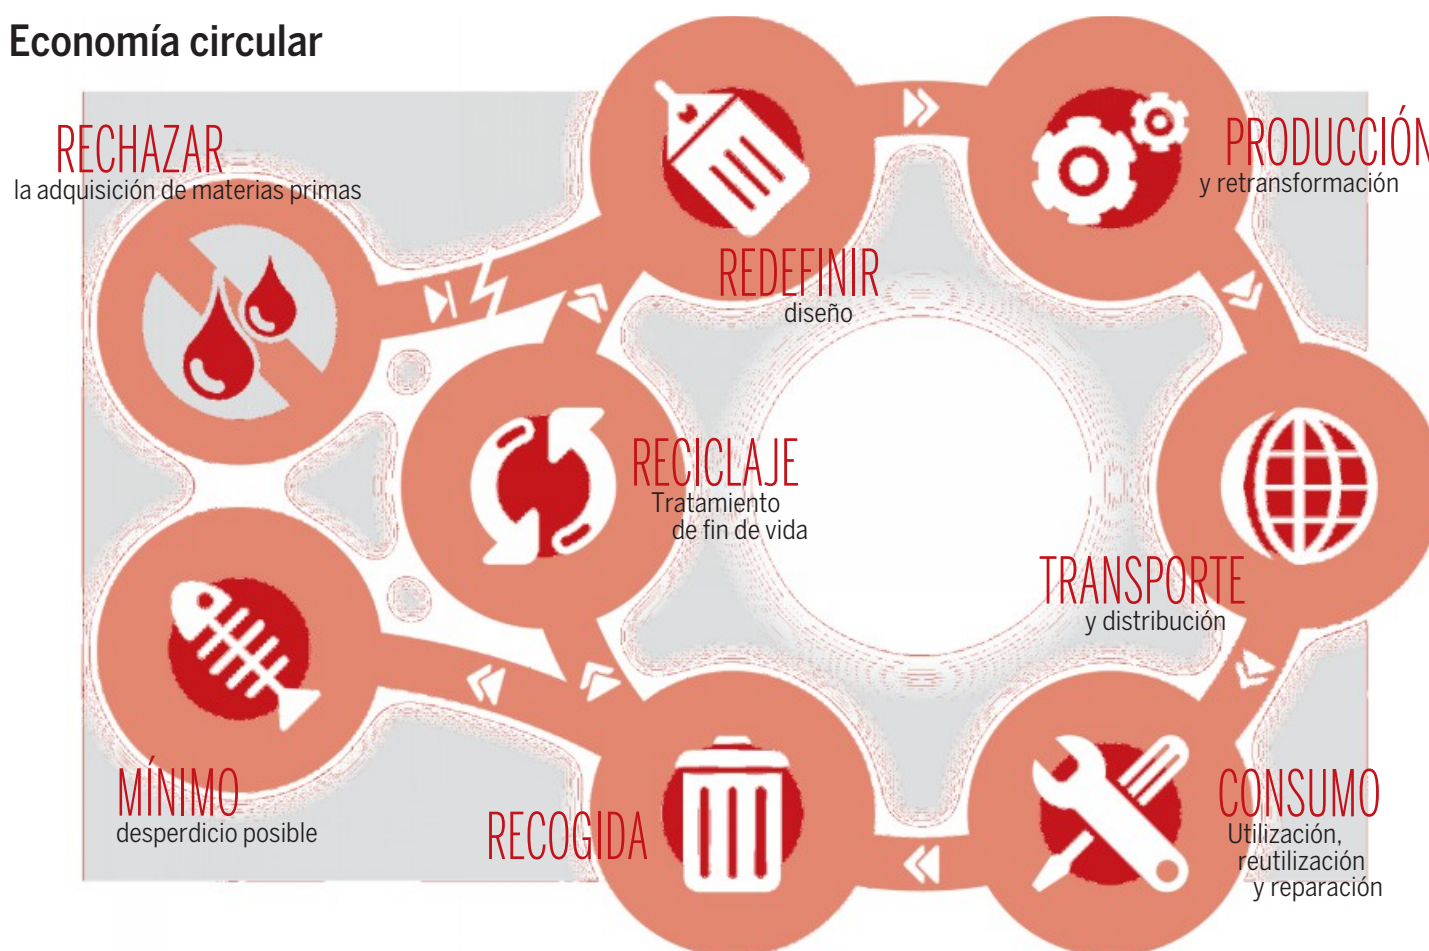 Economía circular
RECHAZAR
la adquisición de materias primas
REDEFINIR
diseño
PRODUCCIÓN
y retransformación
RECICLAJE
Tratamiento
de fin de vida
TRANSPORTE
y distribución
MÍNIMO
desperdicio posible
RECOGIDA
CONSUMO
Utilización,
reutilización
y reparación